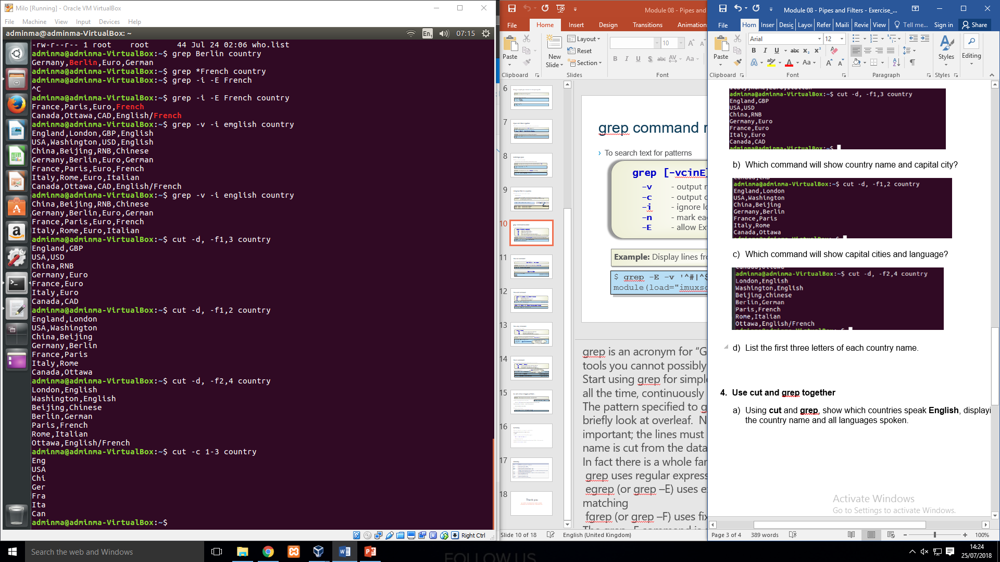 Milo [Running] - Oracle VM VirtualBox
File Machine View Input Devices Help
adminma@adminma-VirtualBox: ~
En1
07:15
-rw-r--r-- 1 root root 44 Jul 24 02:06 who.list
adminma@adminma-VirtualBox:~$ grep Berlin country
Germany,Berlin,Euro,German
adminma@adminma-VirtualBox:~$ grep *French country
adminma@adminma-VirtualBox:~$ grep -i -E French
^C
adminma@adminma-VirtualBox:~$ grep -i -E French country
France,Paris,Euro,French
Canada,Ottawa,CAD,English/French
adminma@adminma-VirtualBox:~$ grep -v -i emglish country
England,London,GBP,English
USA,Washington,USD,English
China,Beijing,RNB,Chinese
Germany,Berlin,Euro,German
France,Paris,Euro,French
Italy,Rome,Euro,Italian
Canada,Ottawa,CAD,English/French
adminma@adminma-VirtualBox:~$ grep -v -i english country
China,Beijing,RNB,Chinese
Germany,Berlin,Euro,German
France,Paris,Euro,French
Italy,Rome,Euro,Italian
adminma@adminma-VirtualBox:~$ cut -d, -f1,3 country
England,GBP
USA,USD
China,RNB
Germany,Euro
France,Euro
Italy,Euro
Canada,CAD
adminma@adminma-VirtualBox:~$ cut -d, -f1,2 country
England,London
USA,Washington
China,Beijing
Germany,Berlin
France,Paris
Italy,Rome
Canada,Ottawa
adminma@adminma-VirtualBox:~$ cut -d, -f2,4 country
London,English
Washington,English
Beijing,Chinese
Berlin,German
Paris,French
Rome,Italian
Ottawa,English/French
adminma@adminma-VirtualBox:~$ cut -c 1-3 country
Eng
USA
Chi
Ger
Fra
Ita
Can
adminma@adminma-VirtualBox:~$
Right Ctrl
Module 08 - Pipes and
File Home Insert Design Transitions Animation
Paste
New
Slide
Layout
Reset
Section
10
Clipboard Slides Font
6
7
8
9
10
11
12
13
14
15
16
17
18
Thank you
grep command
To search text for patterns
grep [-vcinE]
-v - output
-c - output
-i - ignore
-n - mark
-E - allow
Example: Display lines
$ grep -E -v '^#|^$
module(load="imuxso
grep is an acronym for “G
tools you cannot possibly
Start using grep for simple
all the time, continuously
The pattern specified to g
briefly look at overleaf. N
important; the lines must
name is cut from the data
In fact there is a whole
grep uses regular
egrep (or grep –E) uses
matching
fgrep (or grep –F) uses
Slide 10 of 18 English (United Kingdom)
Module 08 - Pipes and Filters - Exercise_...
File Hom Inser Desig Layou Refer Maili Revie View Tell me... Sign in Share
Paste
Arial 12
Styles
Editing
Clipboard Font Paragraph Styles
adminma@adminma-VirtualBox:~$ cut -d, -f1,3 country
England,GBP
USA,USD
China,RNB
Germany,Euro
France,Euro
Italy,Euro
Canada,CAD
adminma@adminma-VirtualBox:~$
b) Which command will show country name and capital city?
adminma@adminma-VirtualBox:~$ cut -d, -f1,2 country
England,London
USA,Washington
China,Beijing
Germany,Berlin
France,Paris
Italy,Rome
Canada,Ottawa
c) Which command will show capital cities and language?
adminma@adminma-VirtualBox:~$ cut -d, -f2,4 country
London,English
Washington,English
Beijing,Chinese
Berlin,German
Paris,French
Rome,Italian
Ottawa,English/French
d) List the first three letters of each country name.
4. Use cut and grep together
a) Using cut and grep, show which countries speak English, displayi
the country name and all languages spoken.
Activate Windows
Go to Settings to activate Windows.
Page 3 of 4 389 words 100%
Search the web and Windows
FOLLOW US
14:24
25/07/2018